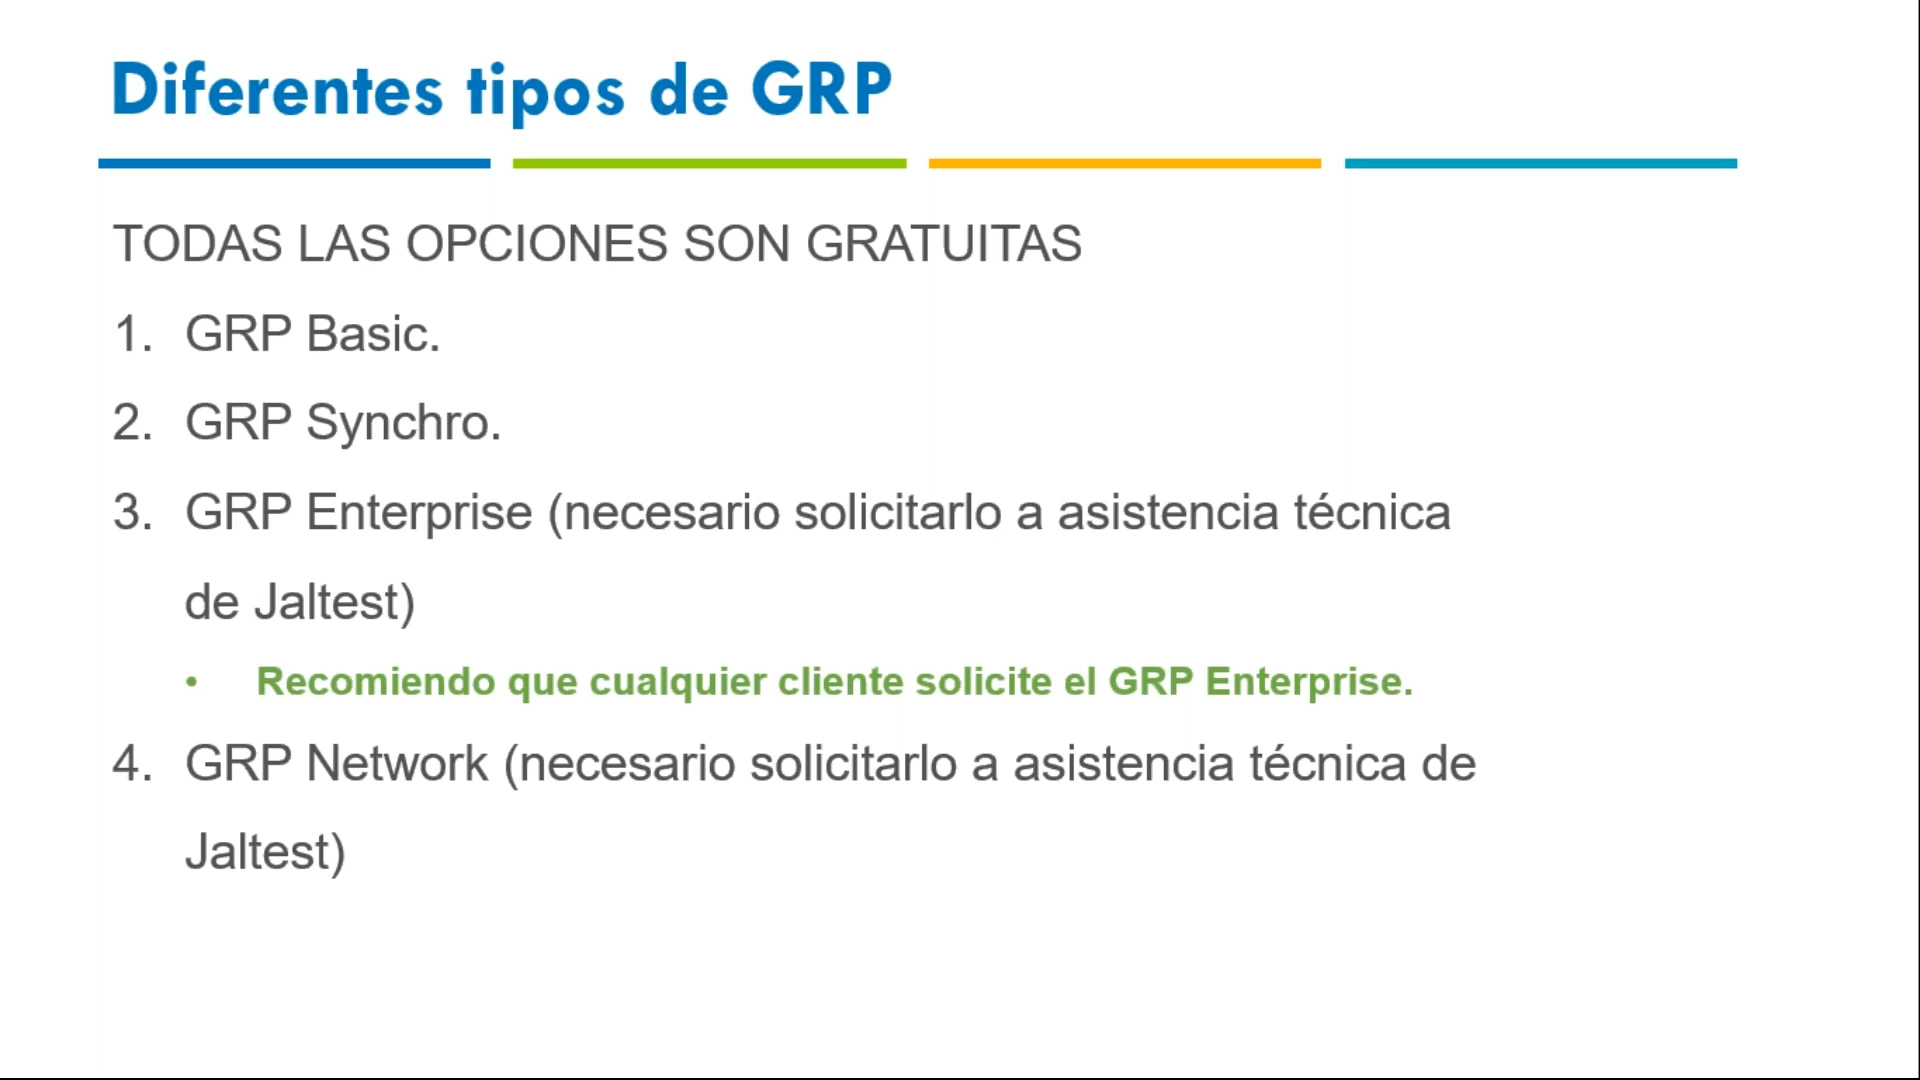 Diferentes tipos de GRP
TODAS LAS OPCIONES SON GRATUITAS
1. GRP Basic.
2. GRP Synchro.
3. GRP Enterprise (necesario solicitarlo a asistencia técnica
de Jaltest)
• Recomiendo que cualquier cliente solicite el GRP Enterprise.
4. GRP Network (necesario solicitarlo a asistencia técnica de
Jaltest)